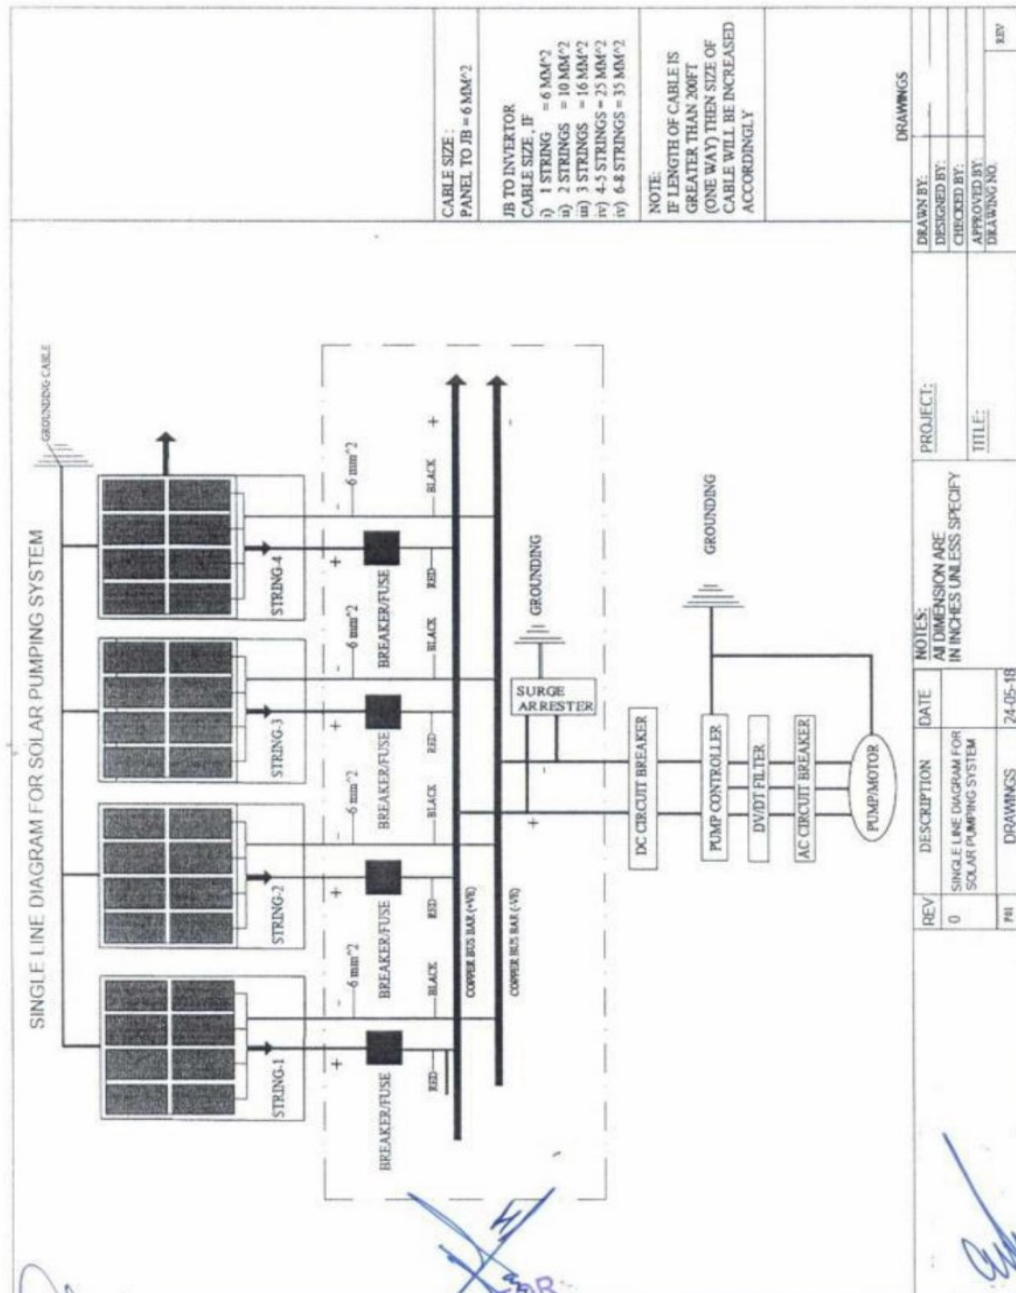 SINGLE LINE DIAGRAM FOR SOLAR PUMPING SYSTEM
GROUNDING CABLE
STRING-1
STRING-2
STRING-3
STRING-4
+
-
6 mm^2
+
-
6 mm^2
+
-
6 mm^2
+
-
6 mm^2
BREAKER/FUSE
BREAKER/FUSE
BREAKER/FUSE
BREAKER/FUSE
RED
BLACK
RED
BLACK
RED
BLACK
RED
BLACK
COPPER BUS BAR (+VE)
+
COPPER BUS BAR (-VE)
-
+
-
SURGE
ARRESTER
GROUNDING
DC CIRCUIT BREAKER
PUMP CONTROLLER
GROUNDING
DV/DT FILTER
AC CIRCUIT BREAKER
PUMP/MOTOR
CABLE SIZE :
PANEL TO JB = 6 MM^2
JB TO INVERTOR
CABLE SIZE , IF
i) 1 STRING = 6 MM^2
ii) 2 STRINGS = 10 MM^2
iii) 3 STRINGS = 16 MM^2
iv) 4-5 STRINGS = 25 MM^2
iv) 6-8 STRINGS = 35 MM^2
NOTE:
IF LENGTH OF CABLE IS
GREATER THAN 200FT
(ONE WAY) THEN SIZE OF
CABLE WILL BE INCREASED
ACCORDINGLY
DRAWINGS
REV
DESCRIPTION
DATE
0
SINGLE LINE DIAGRAM FOR
SOLAR PUMPING SYSTEM
P01
DRAWINGS
24-05-18
NOTES:
All DIMENSION ARE
IN INCHES UNLESS SPECIFY
PROJECT:
TITLE:
DRAWN BY:
DESIGNED BY:
CHECKED BY:
APPROVED BY:
DRAWING NO.
REV